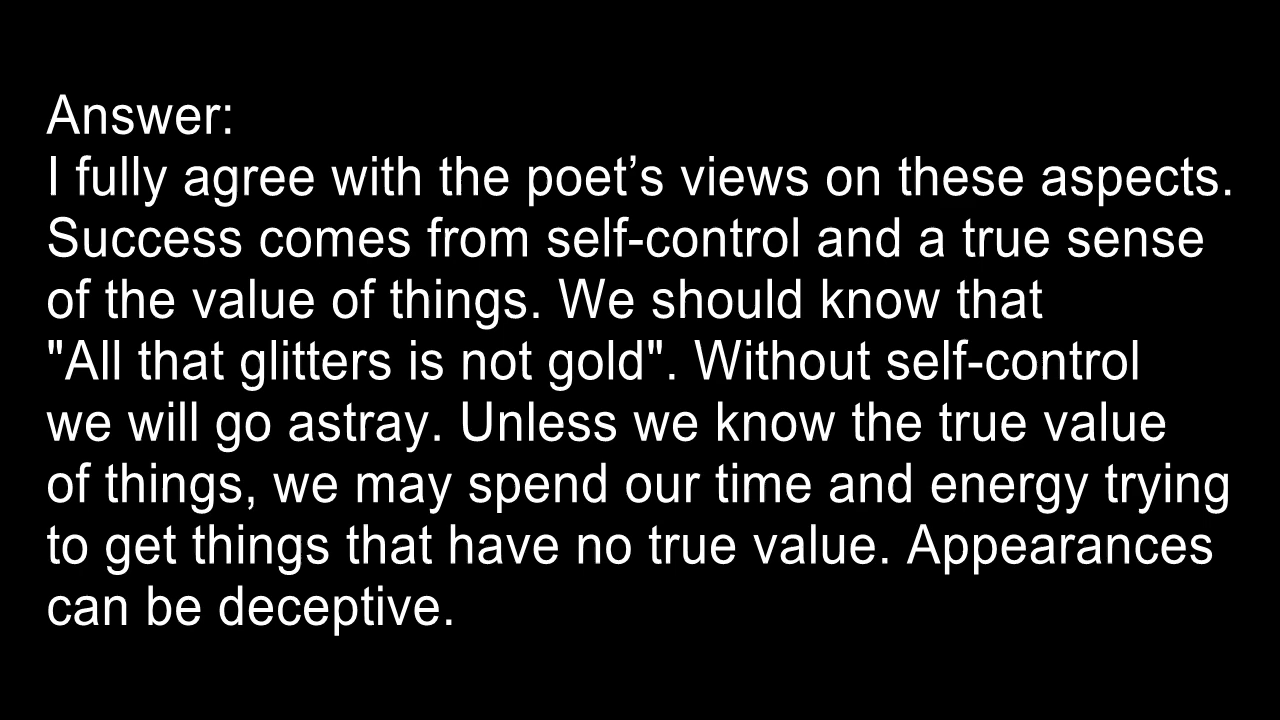 Answer:
I fully agree with the poet’s views on these aspects.
Success comes from self-control and a true sense
of the value of things. We should know that
"All that glitters is not gold". Without self-control
we will go astray. Unless we know the true value
of things, we may spend our time and energy trying
to get things that have no true value. Appearances
can be deceptive.